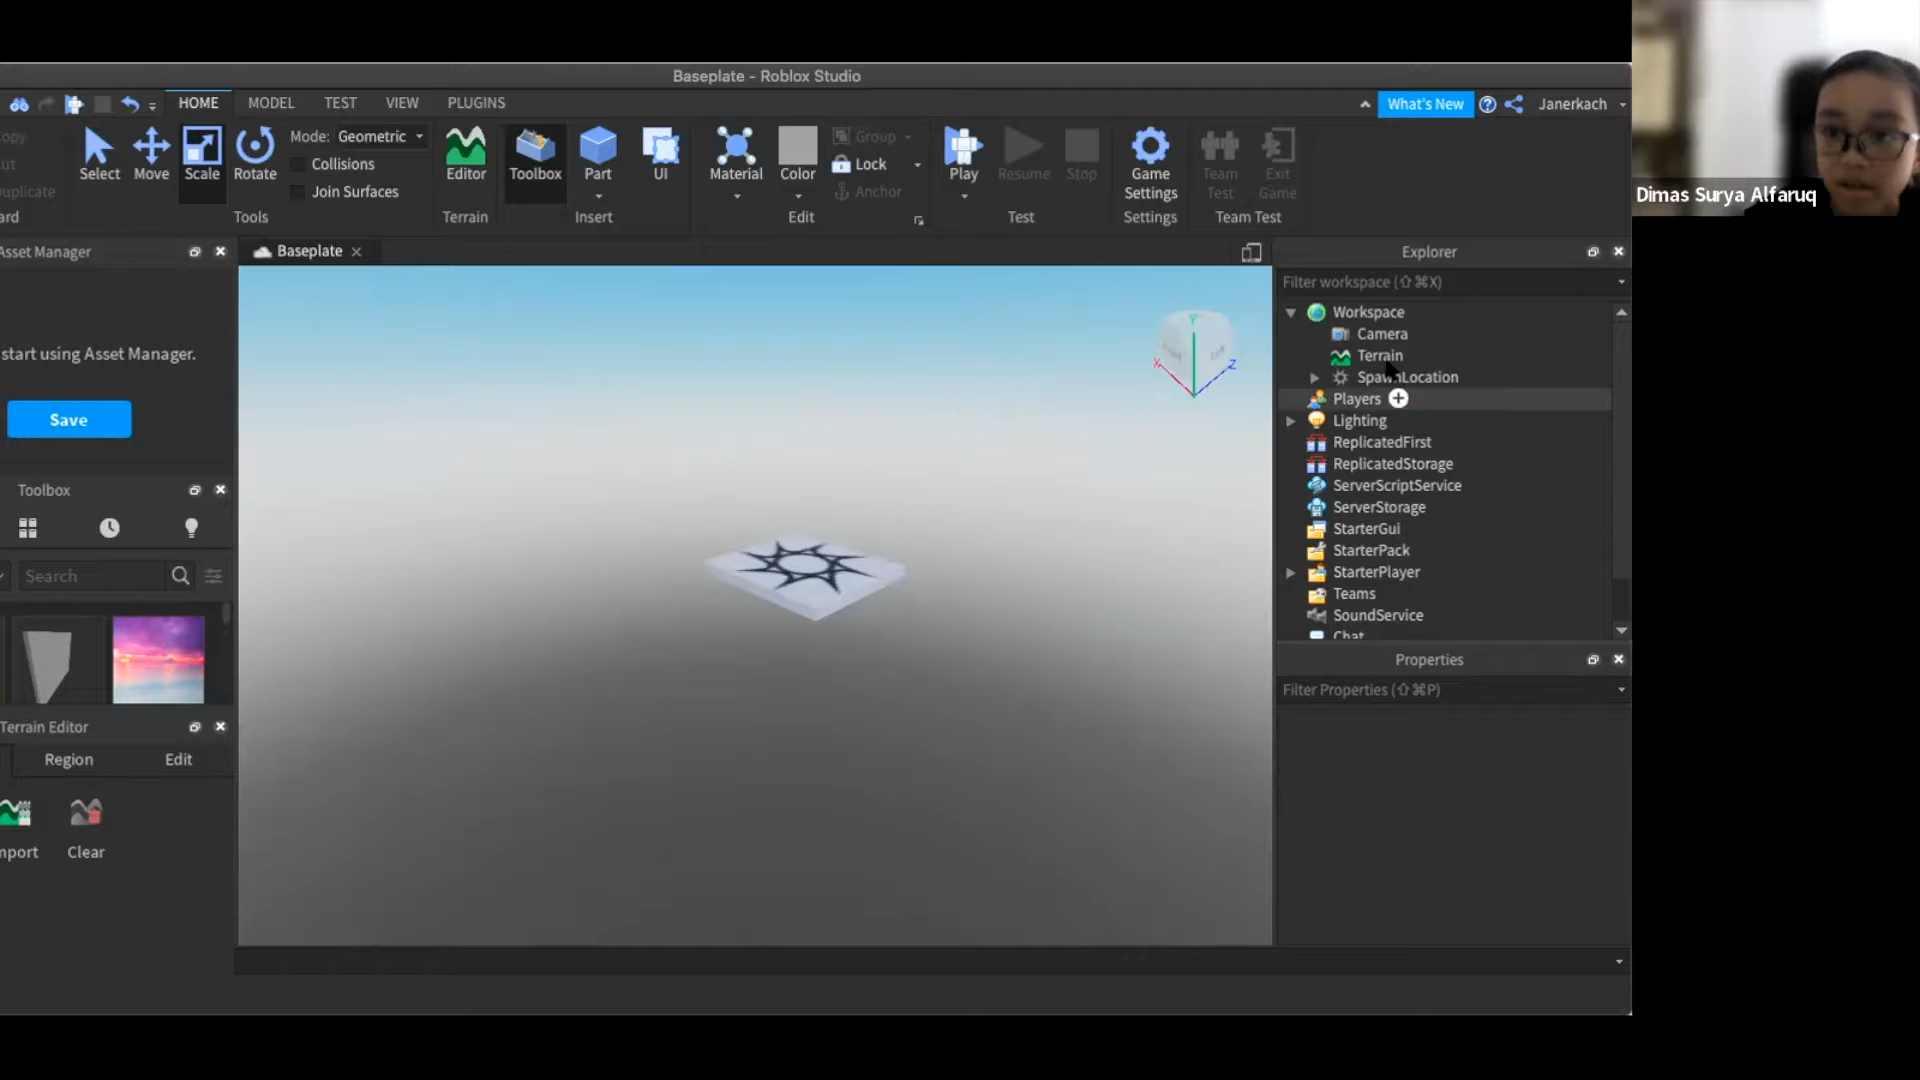 Baseplate - Roblox Studio
HOME MODEL TEST VIEW PLUGINS
What's New
Janerkach
Select
Move
Scale
Rotate
Mode: Geometric
Collisions
Join Surfaces
Tools
Editor
Terrain
Toolbox
Part
UI
Insert
Material
Color
Group
Lock
Anchor
Edit
Play
Resume
Stop
Test
Game
Settings
Settings
Team
Test
Exit
Game
Team Test
Dimas Surya Alfaruq
Asset Manager
start using Asset Manager.
Save
Toolbox
Search
Terrain Editor
Region
Edit
Clear
Baseplate
Y
X
Z
Explorer
Filter workspace (⇧⌘X)
Workspace
Camera
Terrain
SpawnLocation
Players
Lighting
ReplicatedFirst
ReplicatedStorage
ServerScriptService
ServerStorage
StarterGui
StarterPack
StarterPlayer
Teams
SoundService
Chat
Properties
Filter Properties (⇧⌘P)